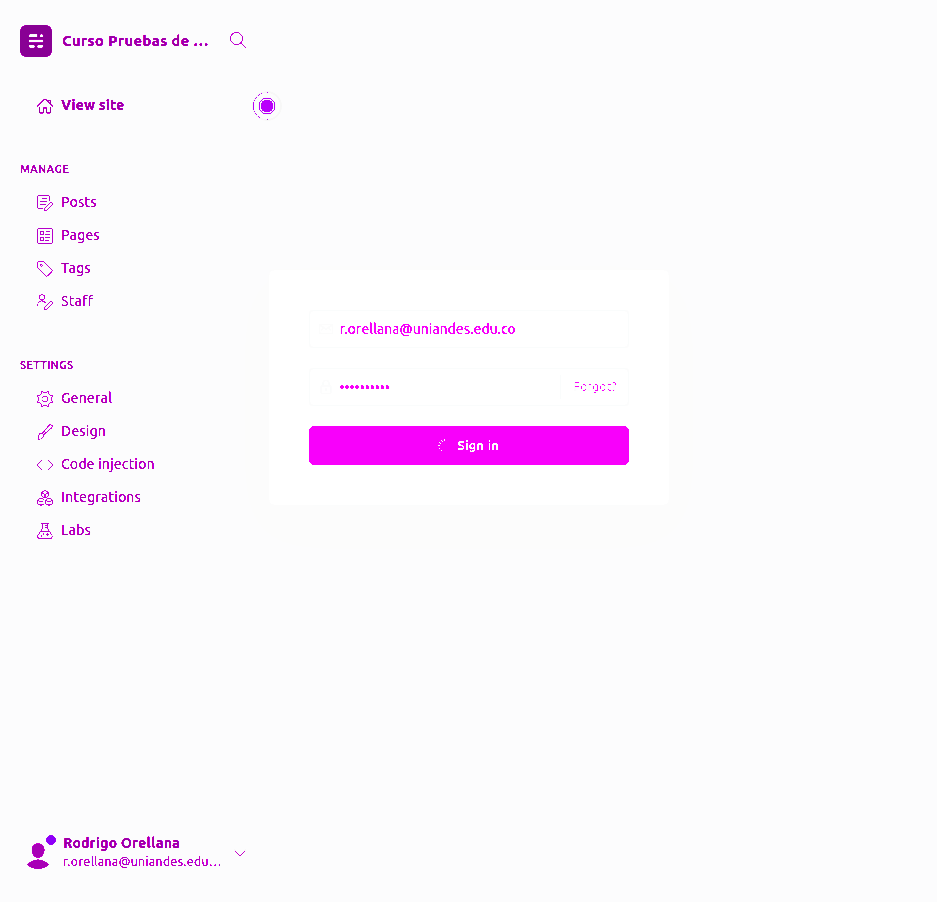 Curso Pruebas de ...
View site
MANAGE
Posts
Pages
Tags
Staff
r.orellana@uniandes.edu.co
••••••••••
Forgot?
Sign in
SETTINGS
General
Design
Code injection
Integrations
Labs
Rodrigo Orellana
r.orellana@uniandes.edu...